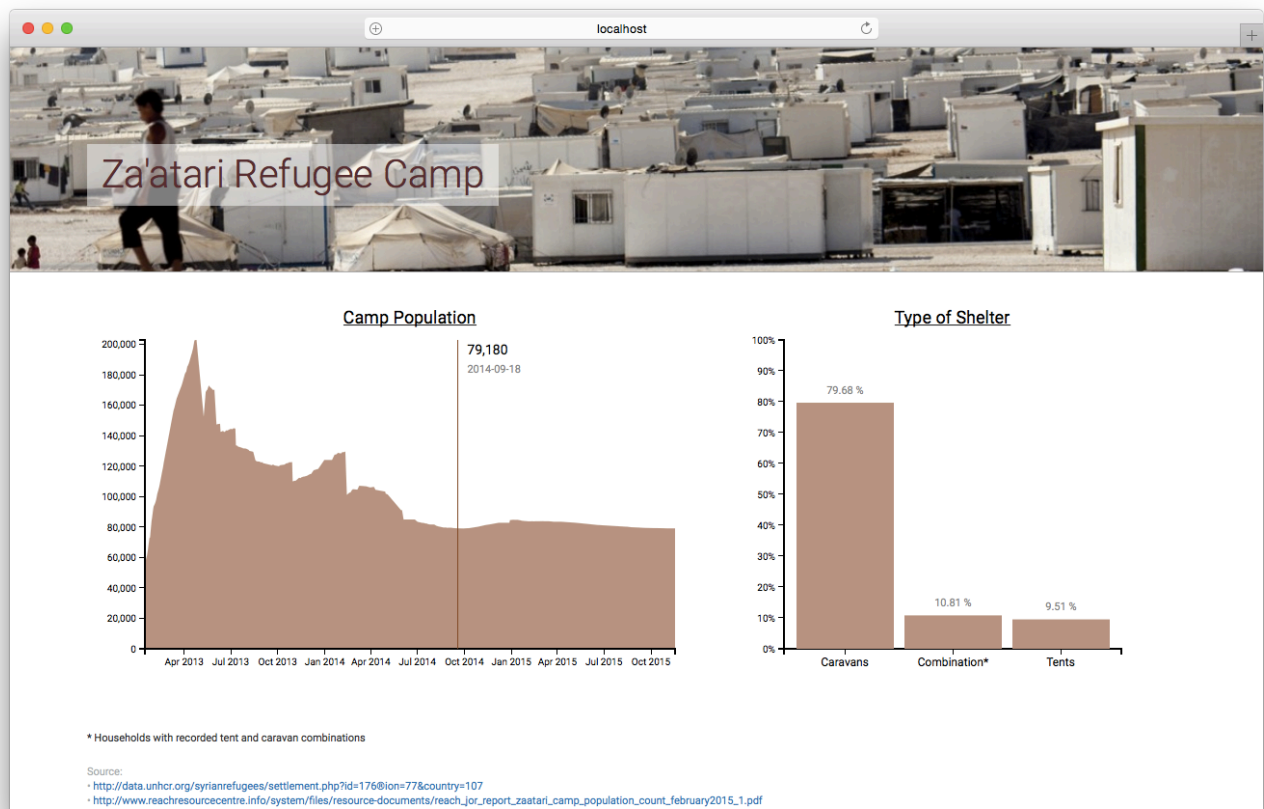 localhost
Za'atari Refugee Camp
Camp Population
200,000
180,000
160,000
140,000
120,000
100,000
80,000
60,000
40,000
20,000
0
79,180
2014-09-18
Apr 2013 Jul 2013 Oct 2013 Jan 2014 Apr 2014 Jul 2014 Oct 2014 Jan 2015 Apr 2015 Jul 2015 Oct 2015
Type of Shelter
100%
90%
80%
70%
60%
50%
40%
30%
20%
10%
0%
79.68 %
10.81 %
9.51 %
Caravans Combination* Tents
* Households with recorded tent and caravan combinations
Source:
- http://data.unhcr.org/syrianrefugees/settlement.php?id=176®ion=77&country=107
- http://www.reachresourcecentre.info/system/files/resource-documents/reach_jor_report_zaatari_camp_population_count_february2015_1.pdf